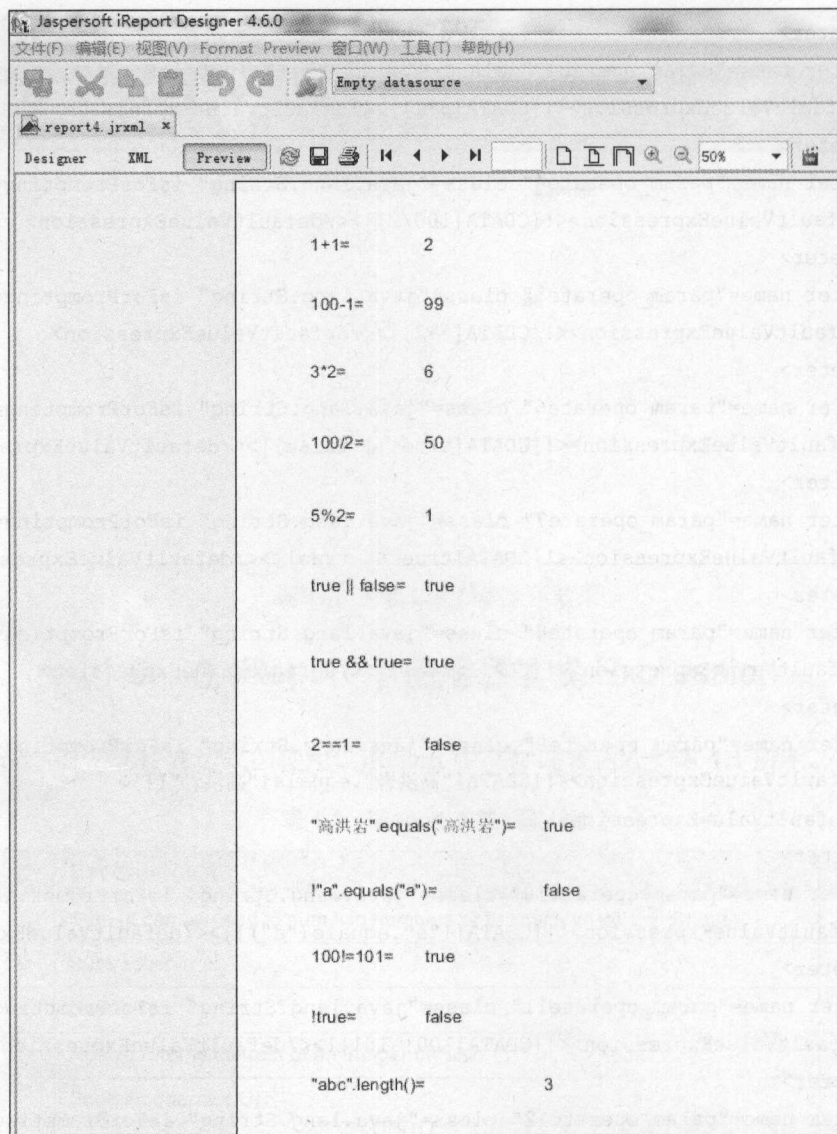 Jaspersoft iReport Designer 4.6.0
文件(F) 编辑(E) 视图(V) Format Preview 窗口(W) 工具(T) 帮助(H)
Empty datasource
report4.jrxml ×
Designer XML Preview 50%
1+1= 2
100-1= 99
3*2= 6
100/2= 50
5%2= 1
true || false= true
true && true= true
2==1= false
"高洪岩".equals("高洪岩")= true
!"a".equals("a")= false
100!=101= true
!true= false
"abc".length()= 3